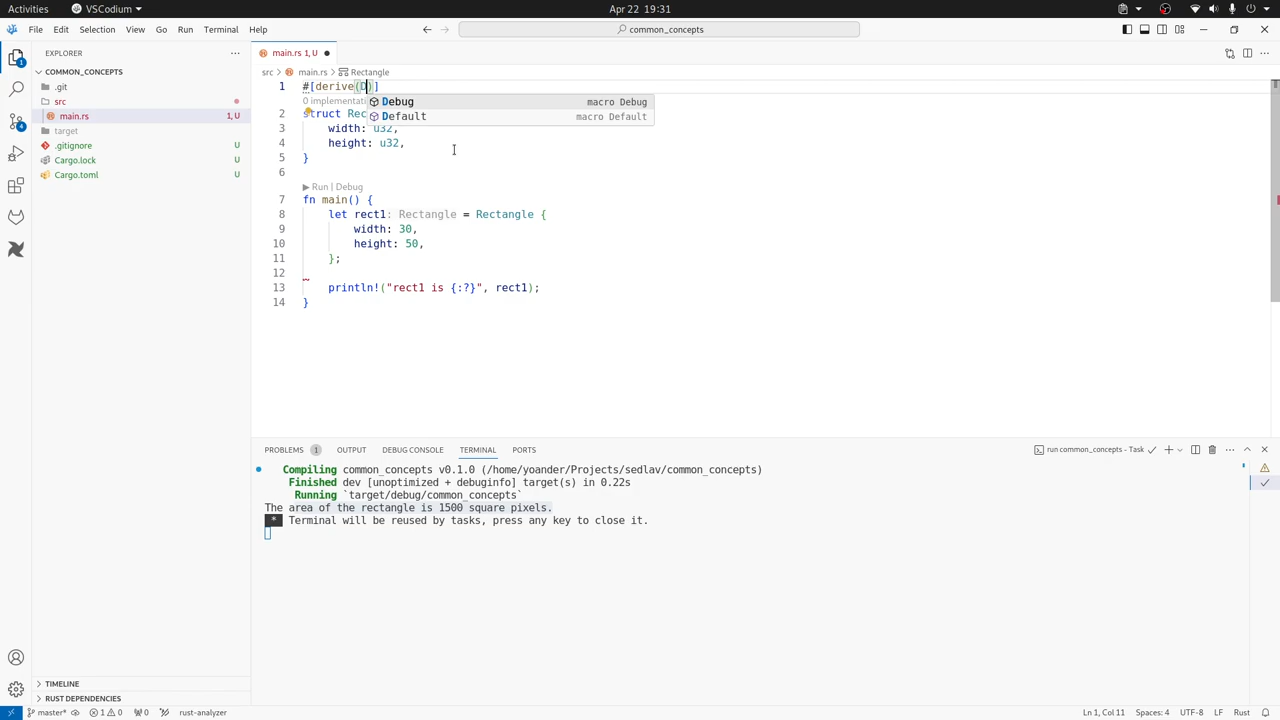 Activities VSCodium Apr 22 19:31
File Edit Selection View Go Run Terminal Help common_concepts
EXPLORER
COMMON_CONCEPTS
.git
src
main.rs 1, U
target
.gitignore U
Cargo.lock U
Cargo.toml U
TIMELINE
RUST DEPENDENCIES
main.rs 1, U
src > main.rs > Rectangle
1 #[derive(D)]
0 implementati
Debug macro Debug
Default macro Default
2 struct Rec
3 width: u32,
4 height: u32,
5 }
6
▶ Run | Debug
7 fn main() {
8 let rect1: Rectangle = Rectangle {
9 width: 30,
10 height: 50,
11 };
12
13 println!("rect1 is {:?}", rect1);
14 }
PROBLEMS 1 OUTPUT DEBUG CONSOLE TERMINAL PORTS run common_concepts - Task
Compiling common_concepts v0.1.0 (/home/yoander/Projects/sedlav/common_concepts)
Finished dev [unoptimized + debuginfo] target(s) in 0.22s
Running `target/debug/common_concepts`
The area of the rectangle is 1500 square pixels.
* Terminal will be reused by tasks, press any key to close it.
master* 1 0 0 rust-analyzer Ln 1, Col 11 Spaces: 4 UTF-8 LF Rust